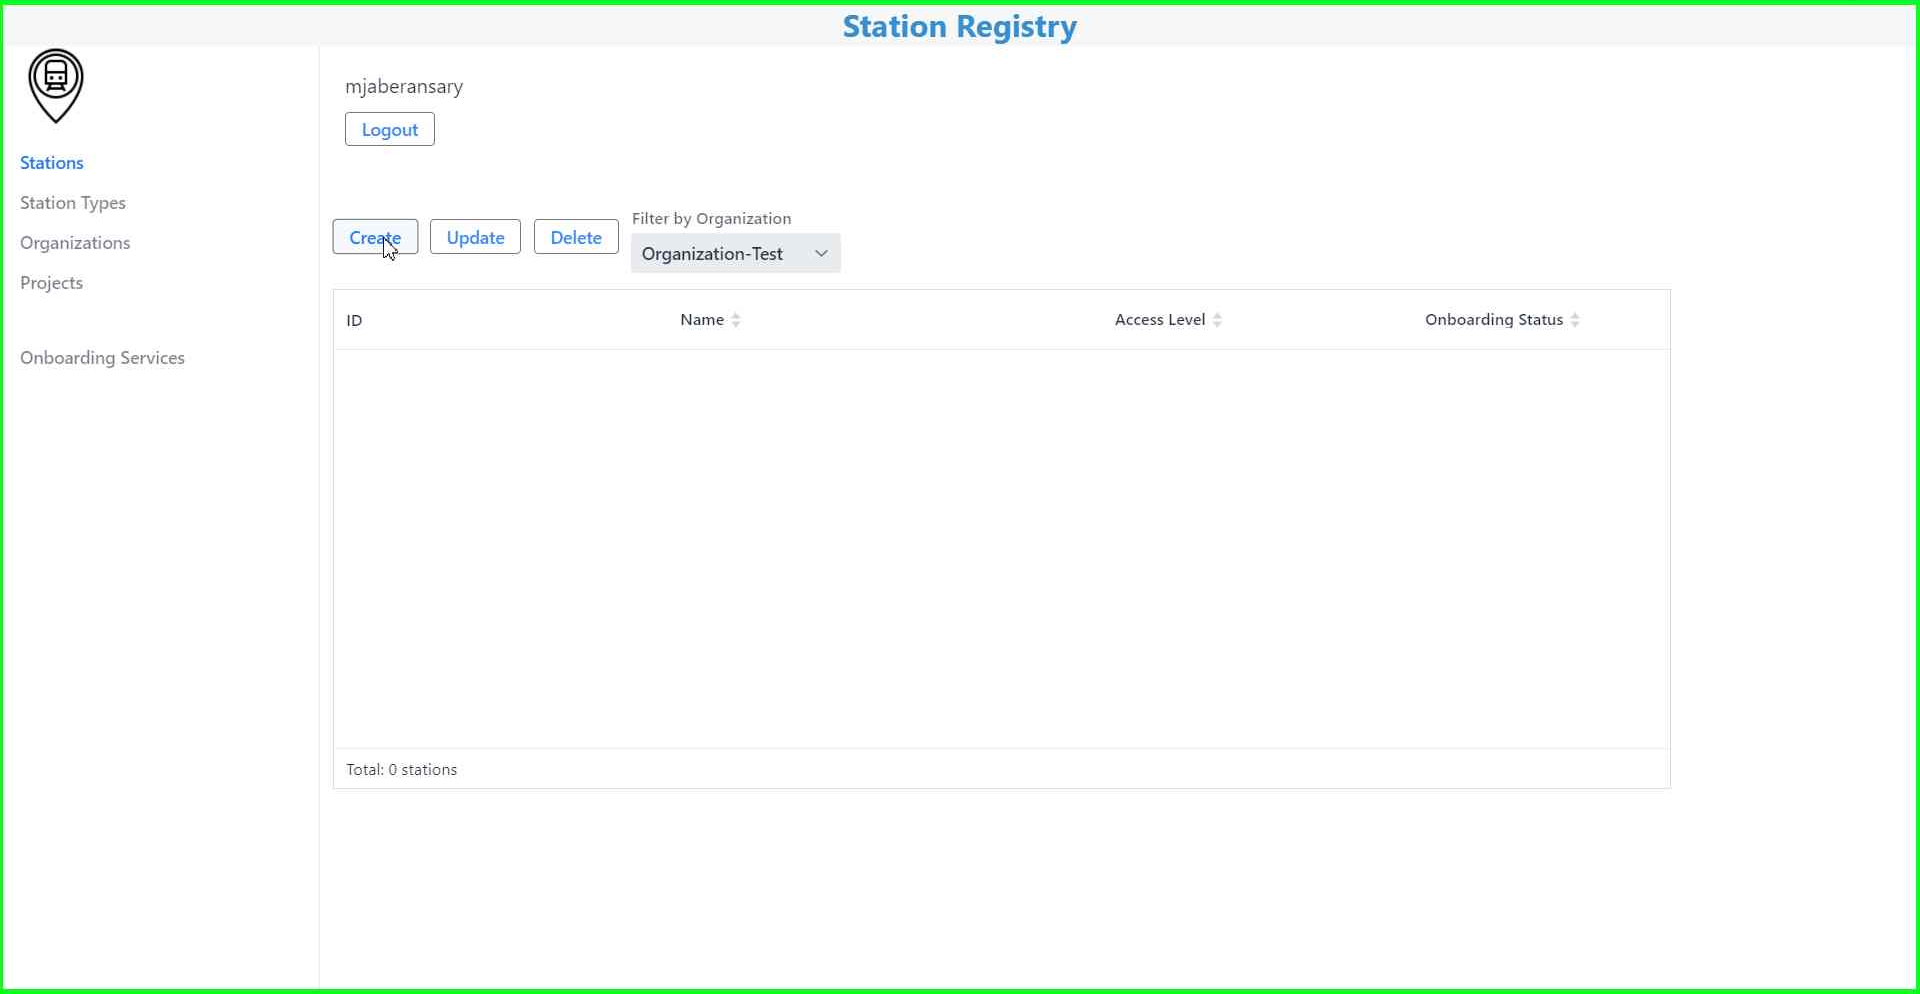 Station Registry
mjaberansary
Logout
Stations
Station Types
Organizations
Projects
Onboarding Services
Create
Update
Delete
Filter by Organization
Organization-Test
ID
Name
Access Level
Onboarding Status
Total: 0 stations